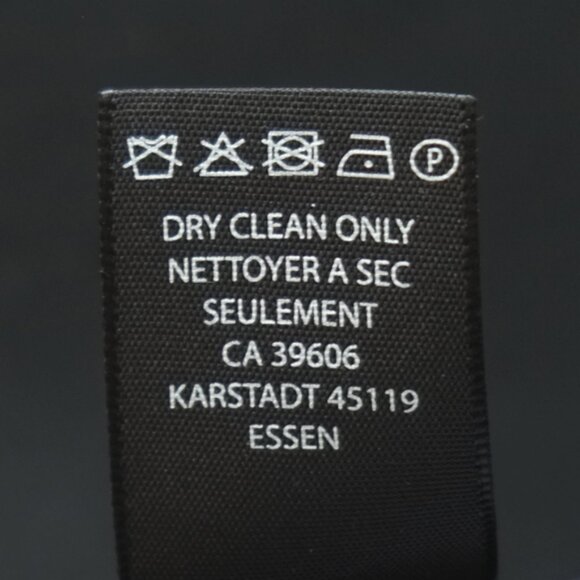 P
DRY CLEAN ONLY
NETTOYER A SEC
SEULEMENT
CA 39606
KARSTADT 45119
ESSEN